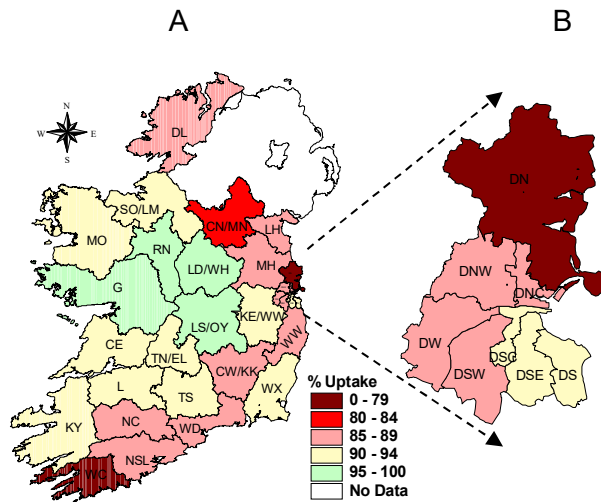 A
B
N
W E
S
DL
SO/LM
MO
CN/MN
LH
RN
LD/WH
MH
G
LS/OY
KE/WW
WW
CE
TN/EL
CW/KK
L
TS
WX
KY
NC
WD
NSL
WC
DN
DNW
DNC
DW
DSW
DSC
DSE
DS
% Uptake
0 - 79
80 - 84
85 - 89
90 - 94
95 - 100
No Data